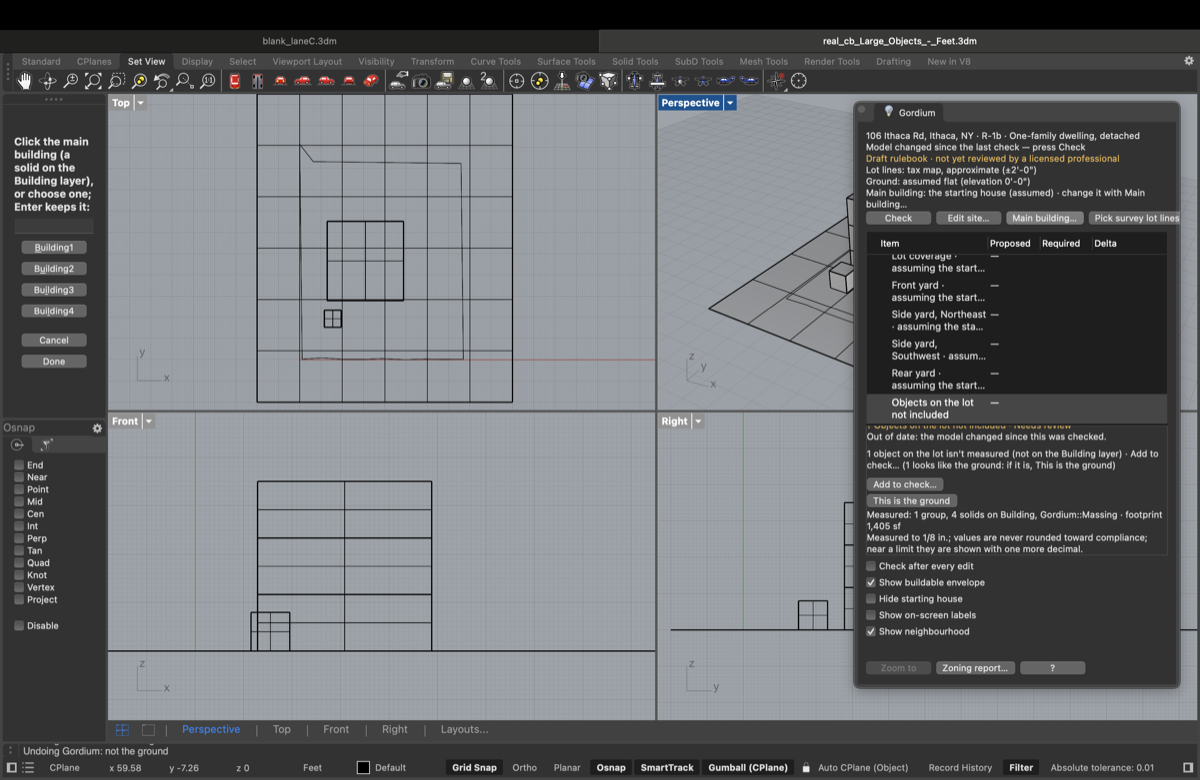 blank_laneC.3dm
real_cb_Large_Objects_-_Feet.3dm
Standard CPlanes Set View Display Select Viewport Layout Visibility Transform Curve Tools Surface Tools Solid Tools SubD Tools Mesh Tools Render Tools Drafting New in V8
Click the main
building (a
solid on the
Building layer),
or choose one;
Enter keeps it:
Building1
Building2
Building3
Building4
Cancel
Done
Osnap
End
Near
Point
Mid
Cen
Int
Perp
Tan
Quad
Knot
Vertex
Project
Disable
Top
y
x
Perspective
z
y
x
Front
z
x
Right
z
y
Gordium
106 Ithaca Rd, Ithaca, NY · R-1b · One-family dwelling, detached
Model changed since the last check — press Check
Draft rulebook · not yet reviewed by a licensed professional
Lot lines: tax map, approximate (±2'-0")
Ground: assumed flat (elevation 0'-0")
Main building: the starting house (assumed) · change it with Main
building...
Check Edit site... Main building... Pick survey lot lines
Item Proposed Required Delta
Lot coverage · —
assuming the start...
Front yard · —
assuming the start...
Side yard, Northeast —
· assuming the sta...
Side yard, —
Southwest · assum...
Rear yard · —
assuming the start...
Objects on the lot —
not included
? Objects on the lot not included · Needs review
Out of date: the model changed since this was checked.
1 object on the lot isn't measured (not on the Building layer) · Add to
check... (1 looks like the ground: if it is, This is the ground)
Add to check...
This is the ground
Measured: 1 group, 4 solids on Building, Gordium::Massing · footprint
1,405 sf
Measured to 1/8 in.; values are never rounded toward compliance;
near a limit they are shown with one more decimal.
Check after every edit
Show buildable envelope
Hide starting house
Show on-screen labels
Show neighbourhood
Zoom to Zoning report... ?
Perspective Top Front Right Layouts...
Undoing Gordium: not the ground
CPlane x 59.58 y -7.26 z 0 Feet Default Grid Snap Ortho Planar Osnap SmartTrack Gumball (CPlane) Auto CPlane (Object) Record History Filter Absolute tolerance: 0.01